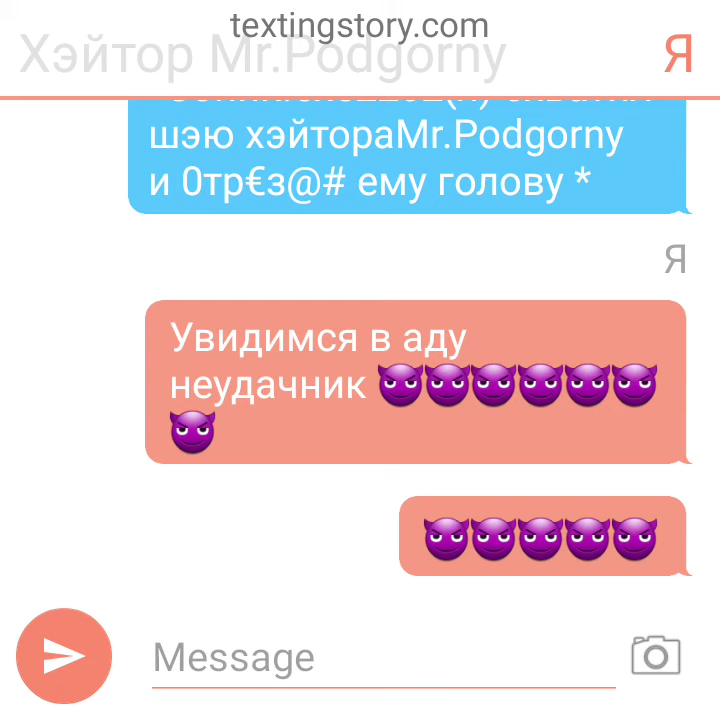 textingstory.com
Хэйтор Mr.Podgorny
Я
шэю хэйтораMr.Podgorny
и 0тр€з@# ему голову *
Я
Увидимся в аду
неудачник 😈😈😈😈😈😈
😈
😈😈😈😈😈
Message